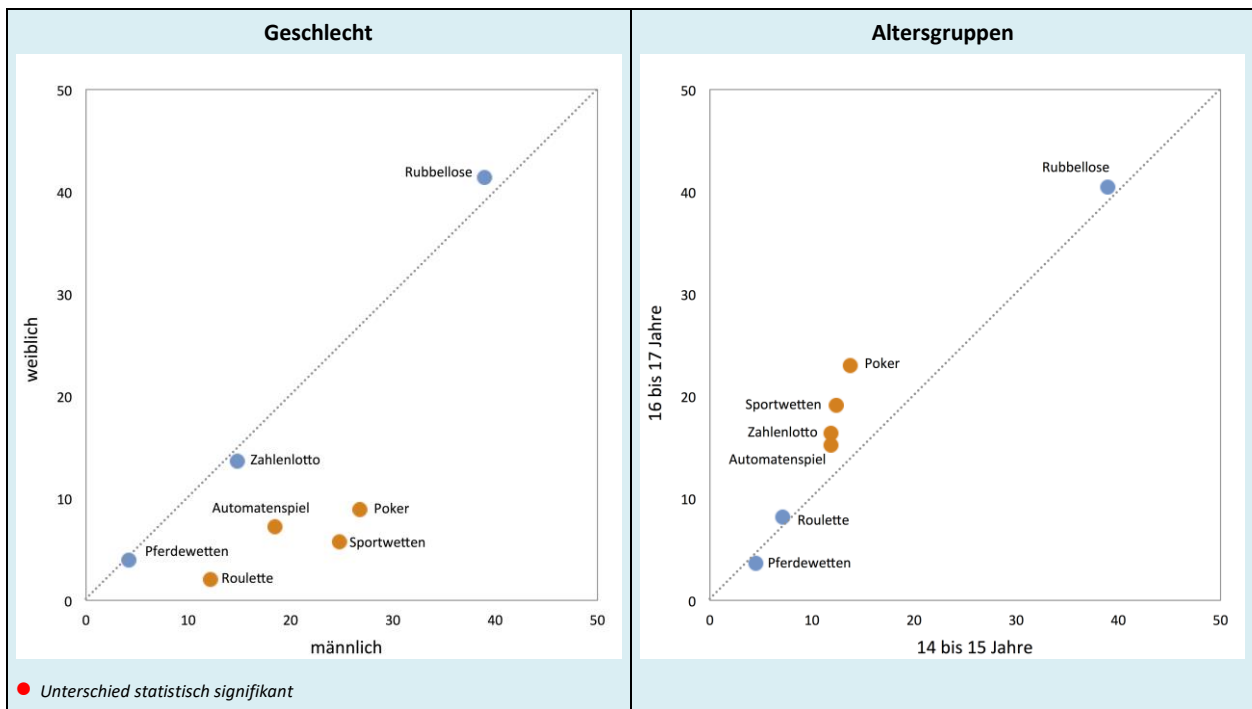 Geschlecht
50
40
30
20
10
0
weiblich
Rubbellose
Zahlenlotto
Automatenspiel
Poker
Sportwetten
Pferdewetten
Roulette
0 10 20 30 40 50
männlich
Unterschied statistisch signifikant
Altersgruppen
50
40
30
20
10
0
16 bis 17 Jahre
Rubbellose
Poker
Sportwetten
Zahlenlotto
Automatenspiel
Roulette
Pferdewetten
0 10 20 30 40 50
14 bis 15 Jahre